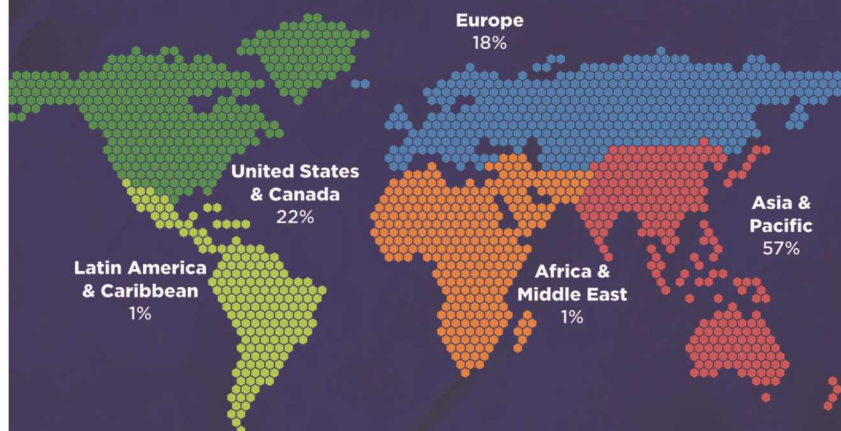 Europe
18%
United States
& Canada
22%
Asia &
Pacific
57%
Latin America
& Caribbean
1%
Africa &
Middle East
1%